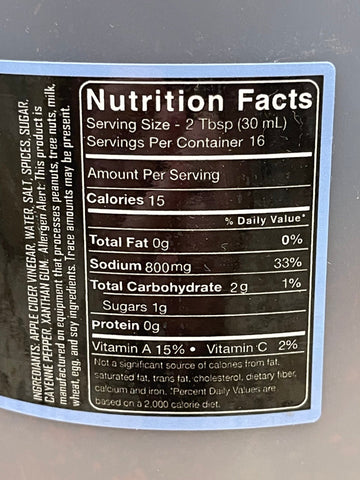 INGREDIANTS: APPLE CIDER VINEGAR, WATER, SALT, SPICES, SUGAR,
CAYENNE PEPPER, XANTHAN GUM. Allergen Alert: This product is
manufactured on equipment that processes peanuts, tree nuts, milk,
wheat, egg, and soy ingredients. Trace amounts may be present.
Nutrition Facts
Serving Size - 2 Tbsp (30 mL)
Servings Per Container 16
Amount Per Serving
Calories 15
% Daily Value*
Total Fat 0g 0%
Sodium 800mg 33%
Total Carbohydrate 2g 1%
Sugars 1g
Protein 0g
Vitamin A 15% • Vitamin C 2%
Not a significant source of calories from fat,
saturated fat, trans fat, cholesterol, dietary fiber,
calcium and iron. *Percent Daily Values are
based on a 2,000 calorie diet.